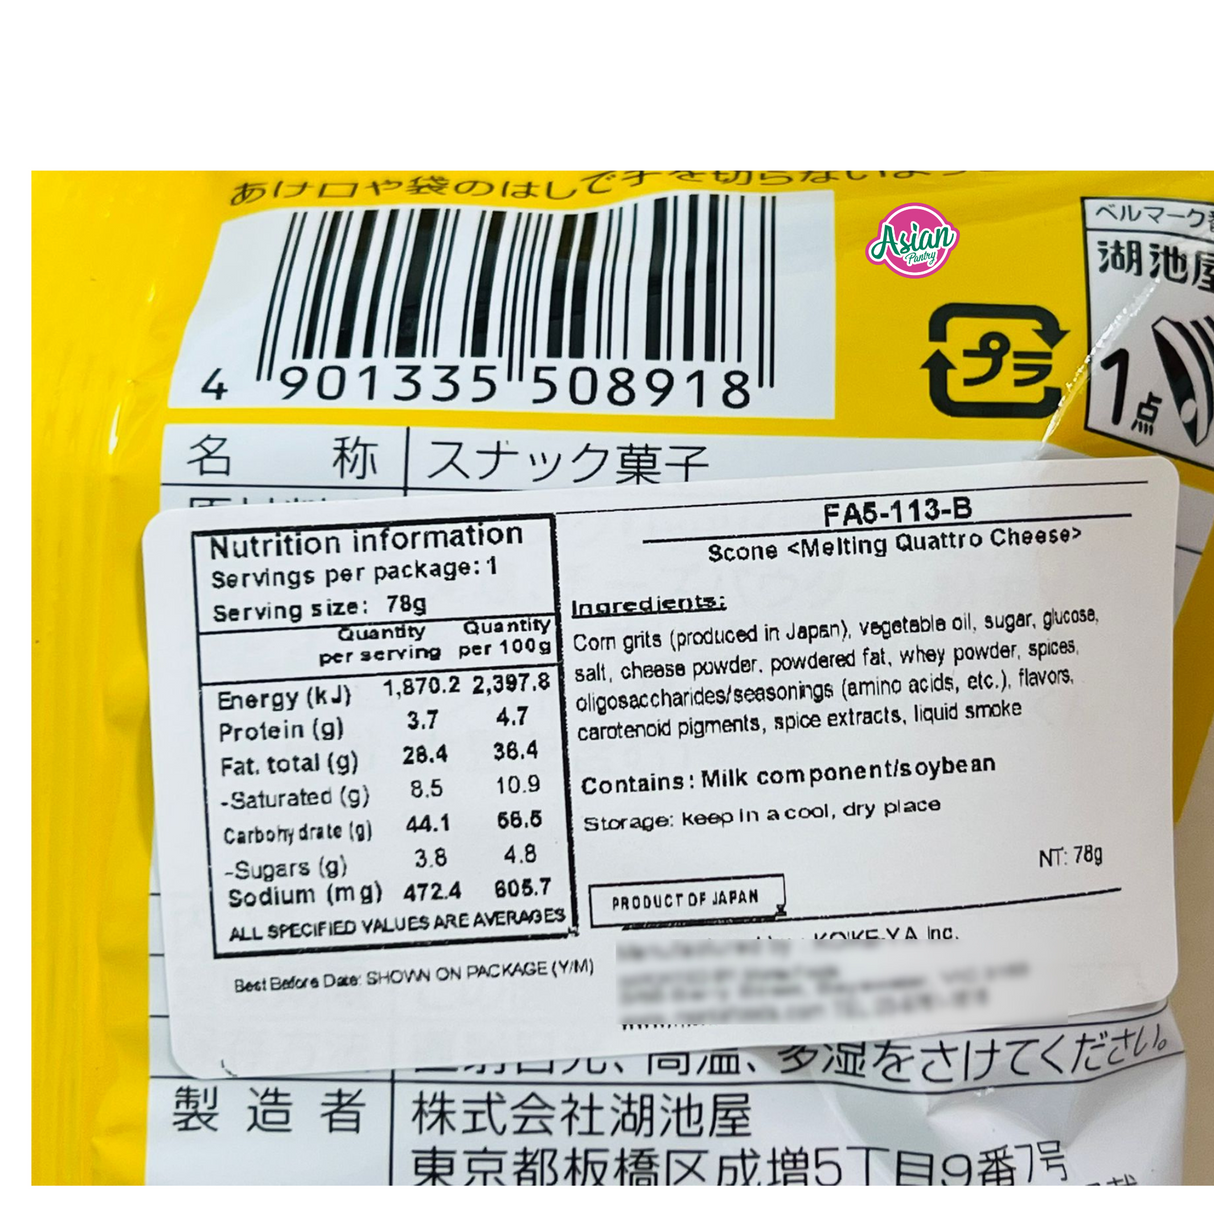 あけ口や袋のはしで手を切らないよう
Asian
Pantry
ベルマーク番
湖池屋
1点
プラ
4 901335 508918
名 称 スナック菓子
原材料
FA5-113-B
Scone <Melting Quattro Cheese>
Nutrition information
Servings per package: 1
Serving size: 78g
Quantity per serving Quantity per 100g
Energy (kJ) 1,870.2 2,397.8
Protein (g) 3.7 4.7
Fat. total (g) 28.4 36.4
-Saturated (g) 8.5 10.9
Carbohydrate (g) 44.1 56.5
-Sugars (g) 3.8 4.8
Sodium (mg) 472.4 605.7
ALL SPECIFIED VALUES ARE AVERAGES
Best Before Date: SHOWN ON PACKAGE (Y/M)
Ingredients:
Corn grits (produced in Japan), vegetable oil, sugar, glucose,
salt, cheese powder. powdered fat, whey powder, spices,
oligosaccharides/seasonings (amino acids, etc.), flavors,
carotenoid pigments, spice extracts, liquid smoke
Contains: Milk component/soybean
Storage: keep in a cool, dry place
NT: 78g
PRODUCT OF JAPAN
KOIKE-YA Inc.
直射日光、高温、多湿をさけてください。
製造者 株式会社湖池屋
東京都板橋区成増5丁目9番7号